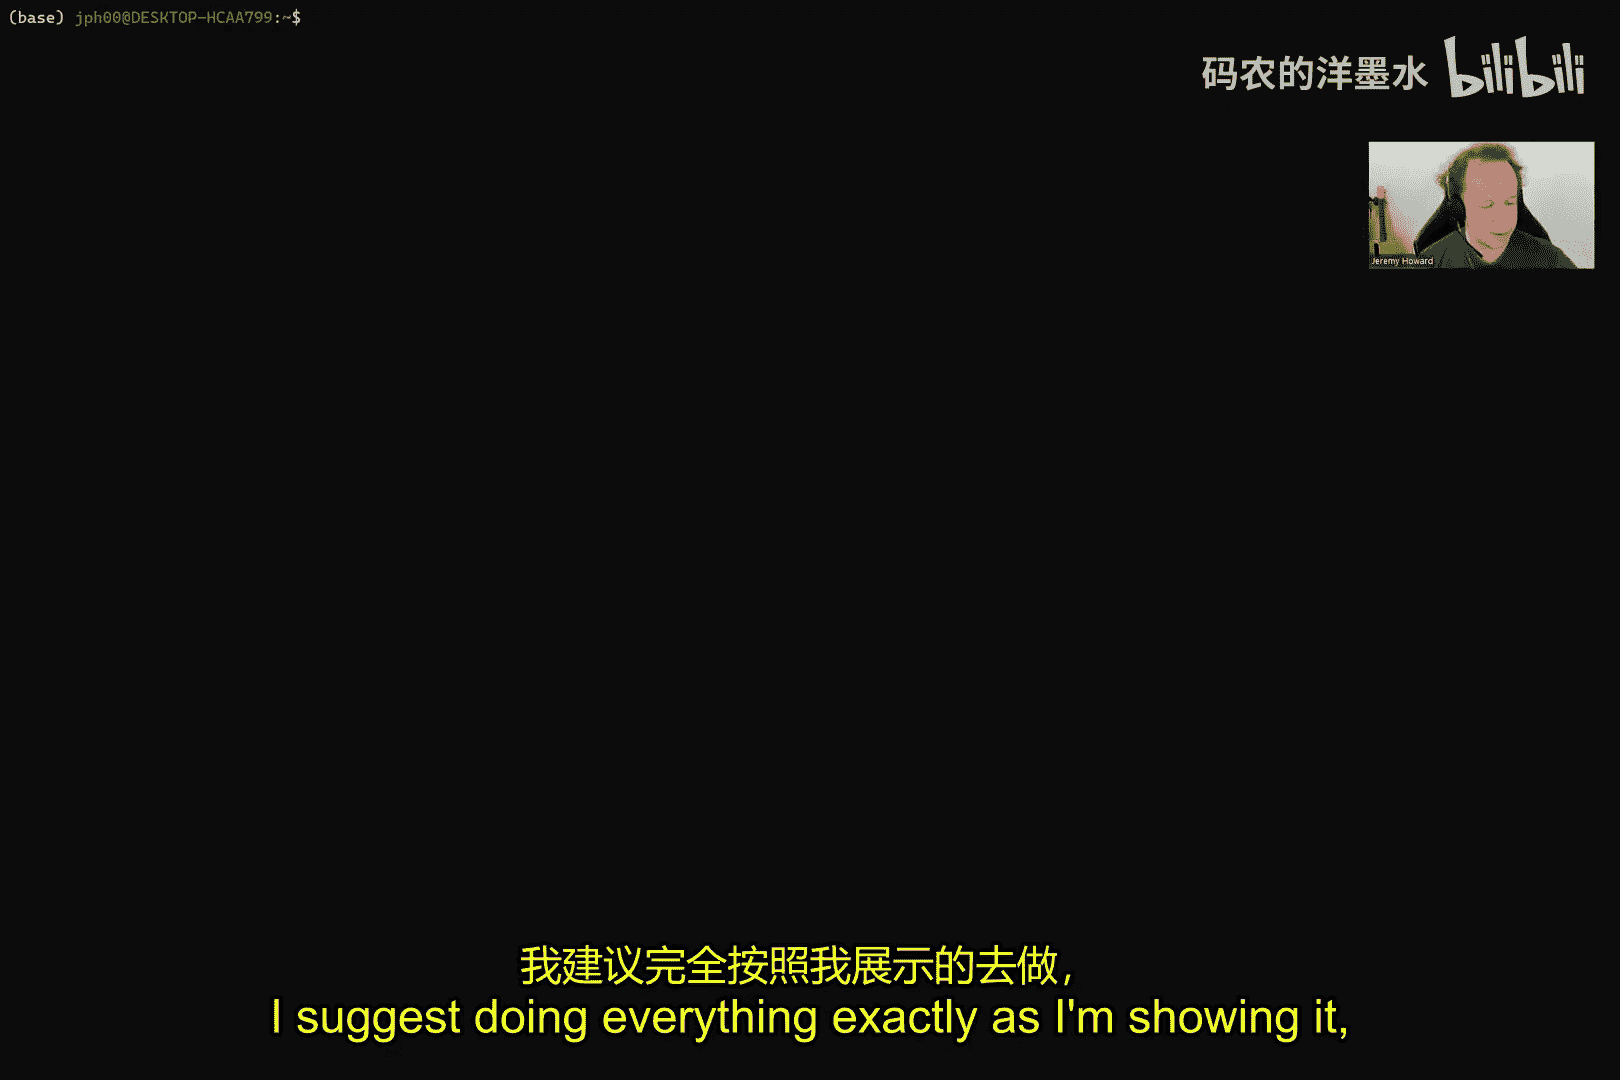 (base) jph00@DESKTOP-HCAA799:~$
码农的洋墨水 bilibili
Jeremy Howard
我建议完全按照我展示的去做，
I suggest doing everything exactly as I'm showing it,